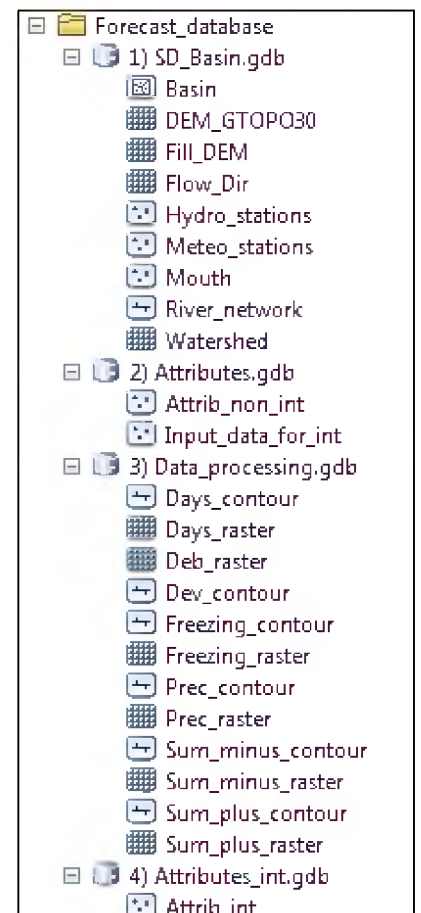 Forecast_database
1) SD_Basin.gdb
Basin
DEM_GTOPO30
Fill_DEM
Flow_Dir
Hydro_stations
Meteo_stations
Mouth
River_network
Watershed
2) Attributes.gdb
Attrib_non_int
Input_data_for_int
3) Data_processing.gdb
Days_contour
Days_raster
Deb_raster
Dev_contour
Freezing_contour
Freezing_raster
Prec_contour
Prec_raster
Sum_minus_contour
Sum_minus_raster
Sum_plus_contour
Sum_plus_raster
4) Attributes_int.gdb
Attrib_int